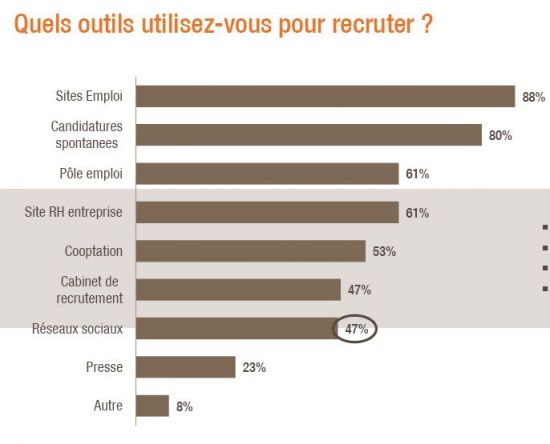 Quels outils utilisez-vous pour recruter ?
Sites Emploi
88%
Candidatures
spontanees
80%
Pôle emploi
61%
Site RH entreprise
61%
Cooptation
53%
Cabinet de
recrutement
47%
Réseaux sociaux
47%
Presse
23%
Autre
8%